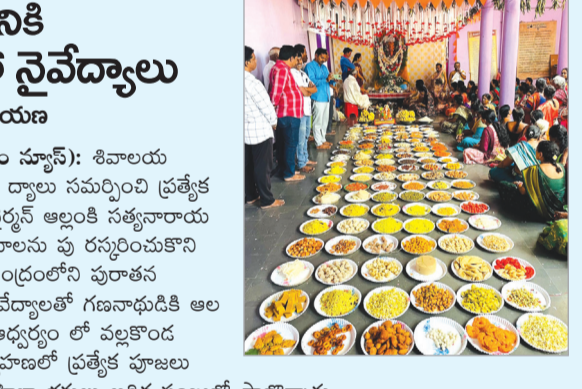 నికి
నైవేద్యాలు
యణ
న్యూస్): శివాలయ
ద్యాలు సమర్పించి ప్రత్యేక
ర్మన్ ఆల్లంకి సత్యనారాయ
వాలను పు రస్కరించుకొని
ంద్రంలోని పురాతన
వేద్యాలతో గణనాథుడికి ఆల
ఆధ్వర్యం లో వల్లకొండ
హణలో ప్రత్యేక పూజలు